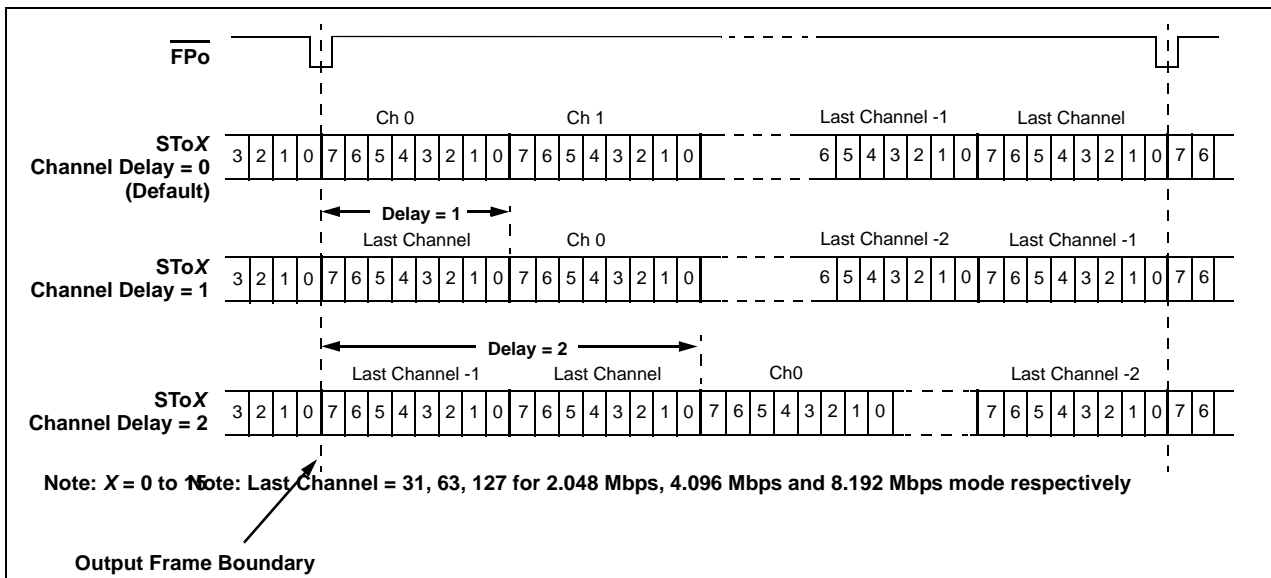 FPo
Ch 0 Ch 1 Last Channel -1 Last Channel
SToX
Channel Delay = 0
(Default)
3 2 1 0 7 6 5 4 3 2 1 0 7 6 5 4 3 2 1 0 6 5 4 3 2 1 0 7 6 5 4 3 2 1 0 7 6
Delay = 1
Last Channel Ch 0 Last Channel -2 Last Channel -1
SToX
Channel Delay = 1
3 2 1 0 7 6 5 4 3 2 1 0 7 6 5 4 3 2 1 0 6 5 4 3 2 1 0 7 6 5 4 3 2 1 0 7 6
Delay = 2
Last Channel -1 Last Channel Ch0 Last Channel -2
SToX
Channel Delay = 2
3 2 1 0 7 6 5 4 3 2 1 0 7 6 5 4 3 2 1 0 7 6 5 4 3 2 1 0 7 6 5 4 3 2 1 0 7 6
Note: X = 0 to 15 Note: Last Channel = 31, 63, 127 for 2.048 Mbps, 4.096 Mbps and 8.192 Mbps mode respectively
Output Frame Boundary